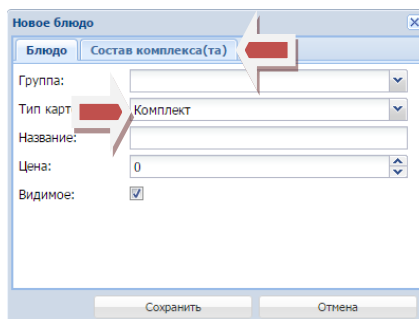 Новое блюдо
Блюдо Состав комплекса(та)
Группа:
Тип карт Комплект
Название:
Цена: 0
Видимое:
Сохранить Отмена